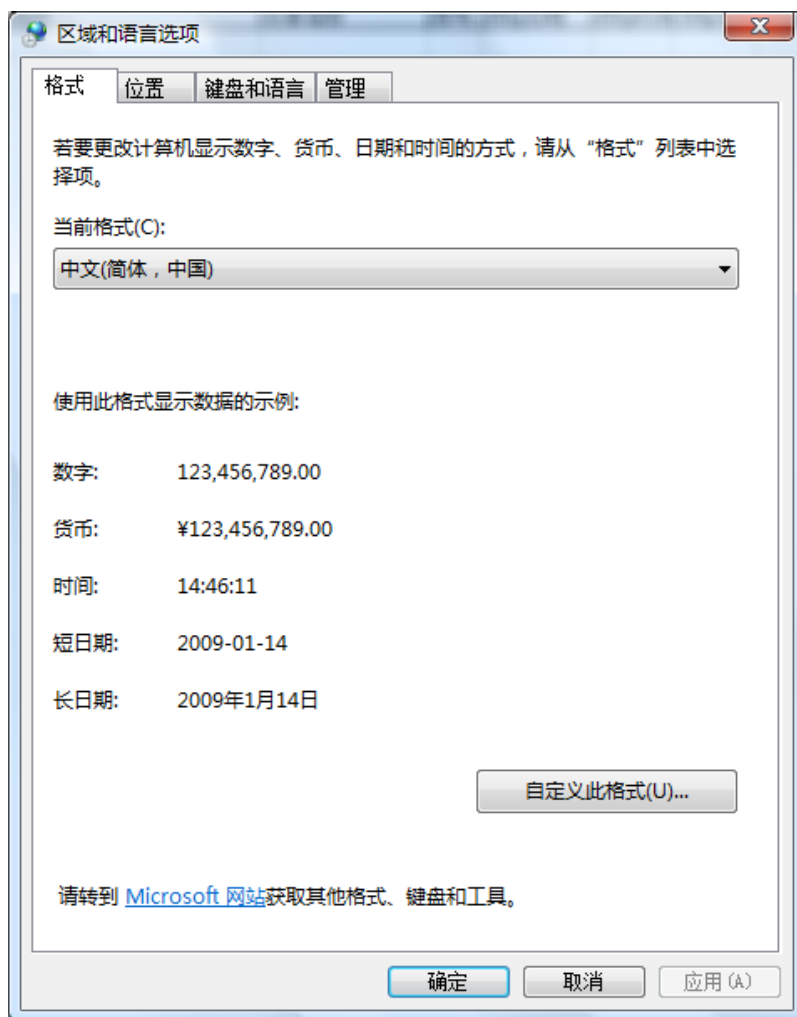 区域和语言选项
格式 位置 键盘和语言 管理
若要更改计算机显示数字、货币、日期和时间的方式，请从“格式”列表中选
择项。
当前格式(C):
中文(简体，中国)
使用此格式显示数据的示例:
数字: 123,456,789.00
货币: ¥123,456,789.00
时间: 14:46:11
短日期: 2009-01-14
长日期: 2009年1月14日
自定义此格式(U)...
请转到 Microsoft 网站获取其他格式、键盘和工具。
确定 取消 应用(A)